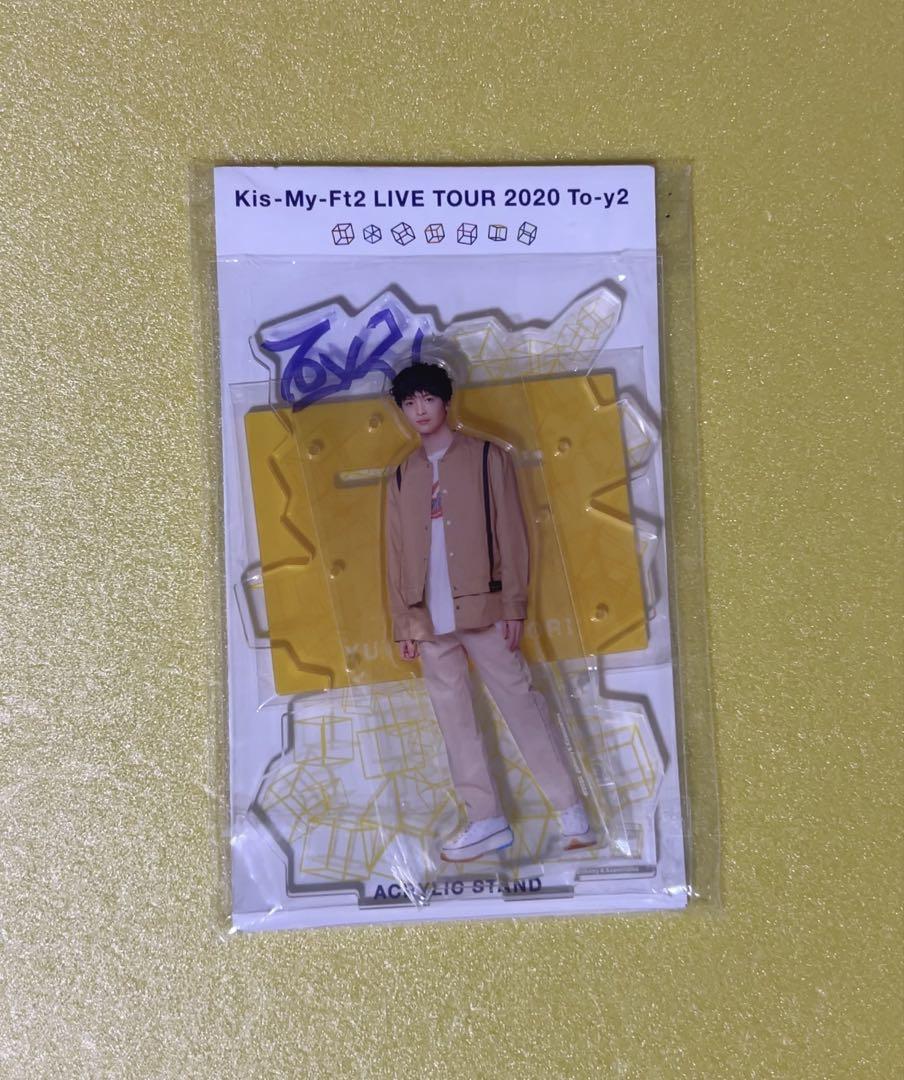 Kis-My-Ft2 LIVE TOUR 2020 To-y2
To-y2
ACRYLIC STAND